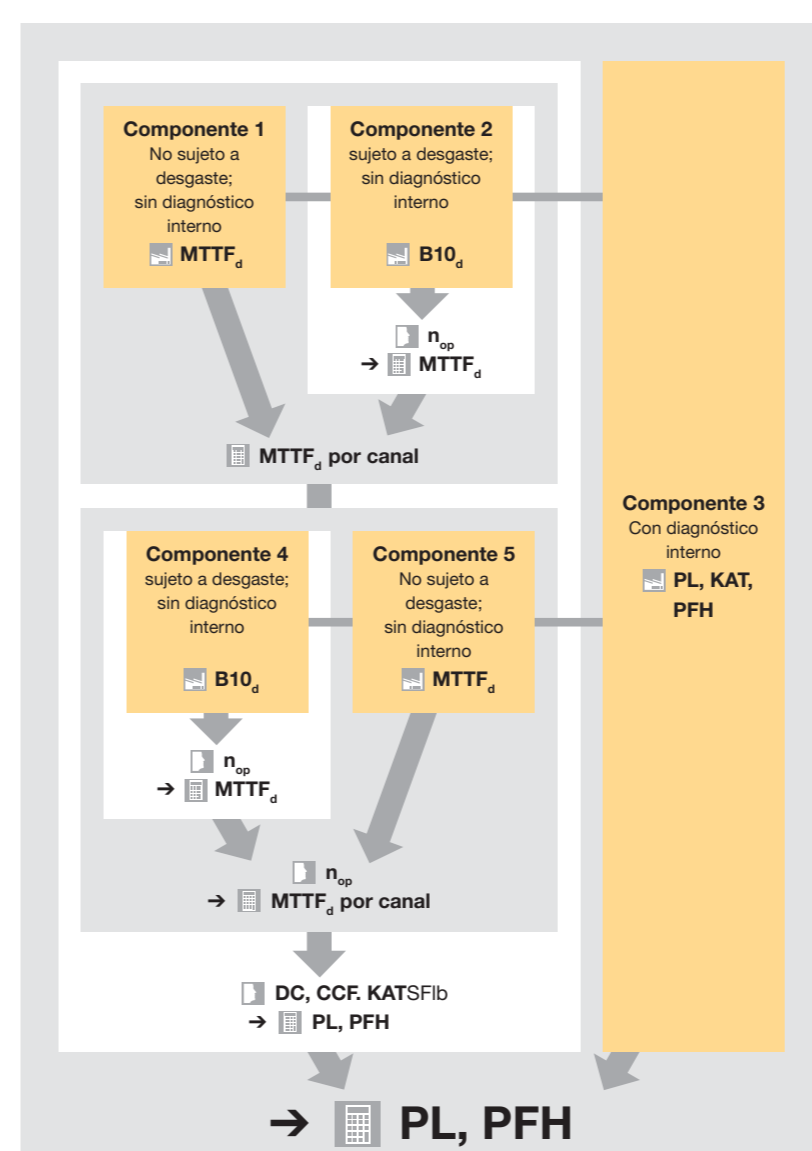 Componente 1
No sujeto a
desgaste;
sin diagnóstico
interno
MTTFd
Componente 2
sujeto a desgaste;
sin diagnóstico
interno
B10d
nop
➔ MTTFd
MTTFd por canal
Componente 3
Con diagnóstico
interno
PL, KAT,
PFH
Componente 4
sujeto a desgaste;
sin diagnóstico
interno
B10d
nop
➔ MTTFd
Componente 5
No sujeto a
desgaste;
sin diagnóstico
interno
MTTFd
nop
➔ MTTFd por canal
DC, CCF. KATSFIb
➔ PL, PFH
➔ PL, PFH